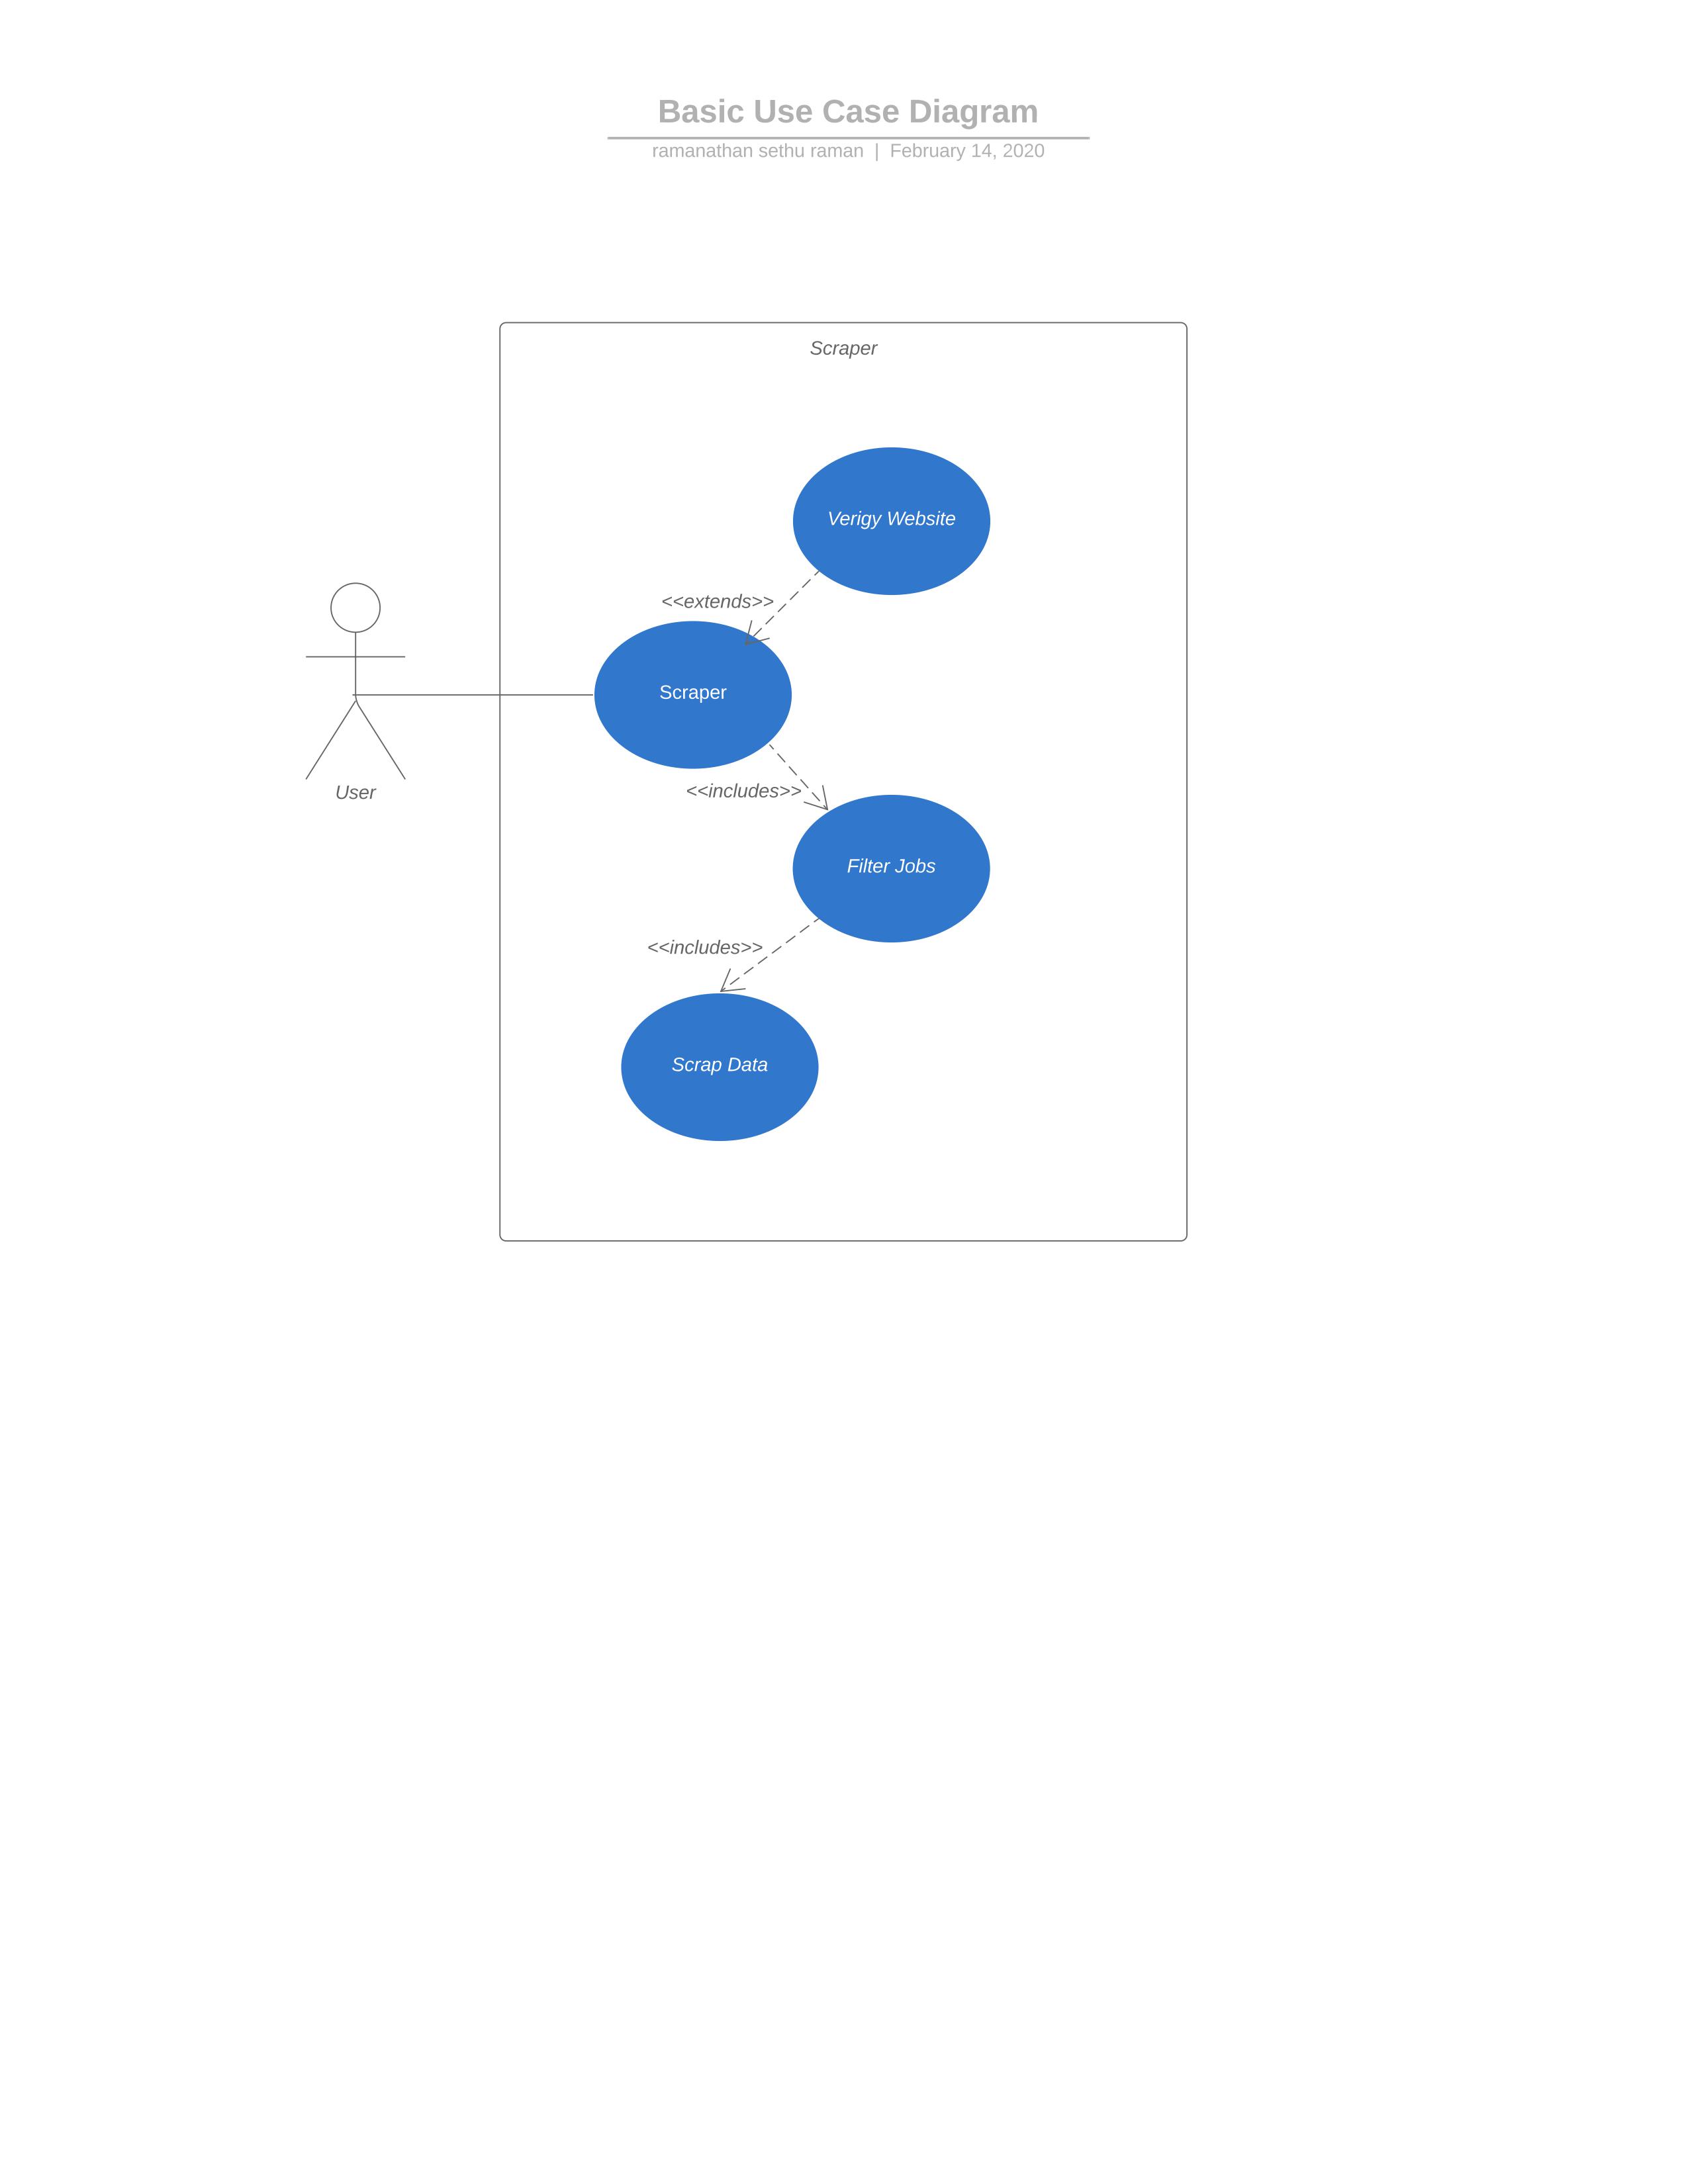 Basic Use Case Diagram
ramanathan sethu raman | February 14, 2020
Scraper
Verigy Website
<<extends>>
Scraper
<<includes>>
User
Filter Jobs
<<includes>>
Scrap Data